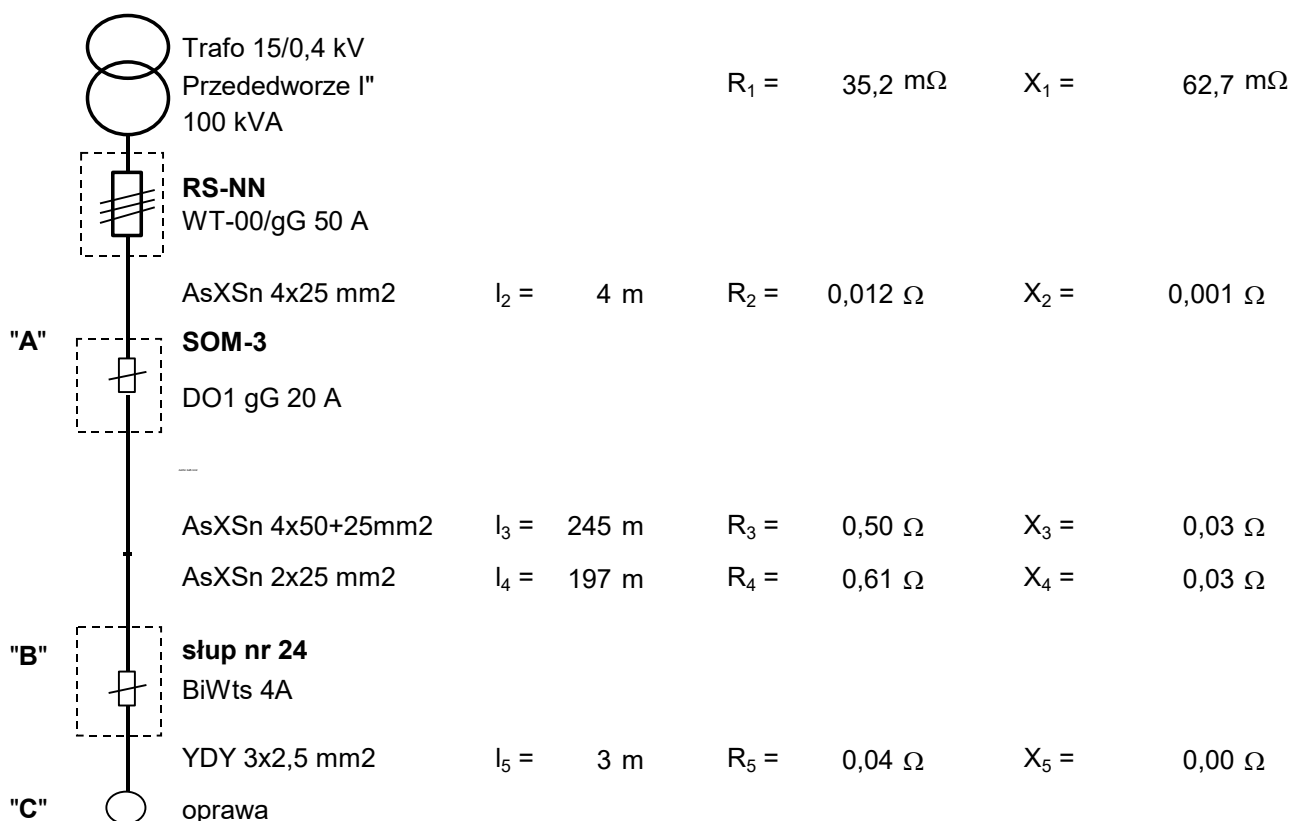 Trafo 15/0,4 kV
Przededworze I" R₁ = 35,2 mΩ X₁ = 62,7 mΩ
100 kVA
RS-NN
WT-00/gG 50 A
AsXSn 4x25 mm2 l₂ = 4 m R₂ = 0,012 Ω X₂ = 0,001 Ω
"A" SOM-3
DO1 gG 20 A
AsXSn 4x50+25mm2 l₃ = 245 m R₃ = 0,50 Ω X₃ = 0,03 Ω
AsXSn 2x25 mm2 l₄ = 197 m R₄ = 0,61 Ω X₄ = 0,03 Ω
"B" słup nr 24
BiWts 4A
YDY 3x2,5 mm2 l₅ = 3 m R₅ = 0,04 Ω X₅ = 0,00 Ω
"C" oprawa